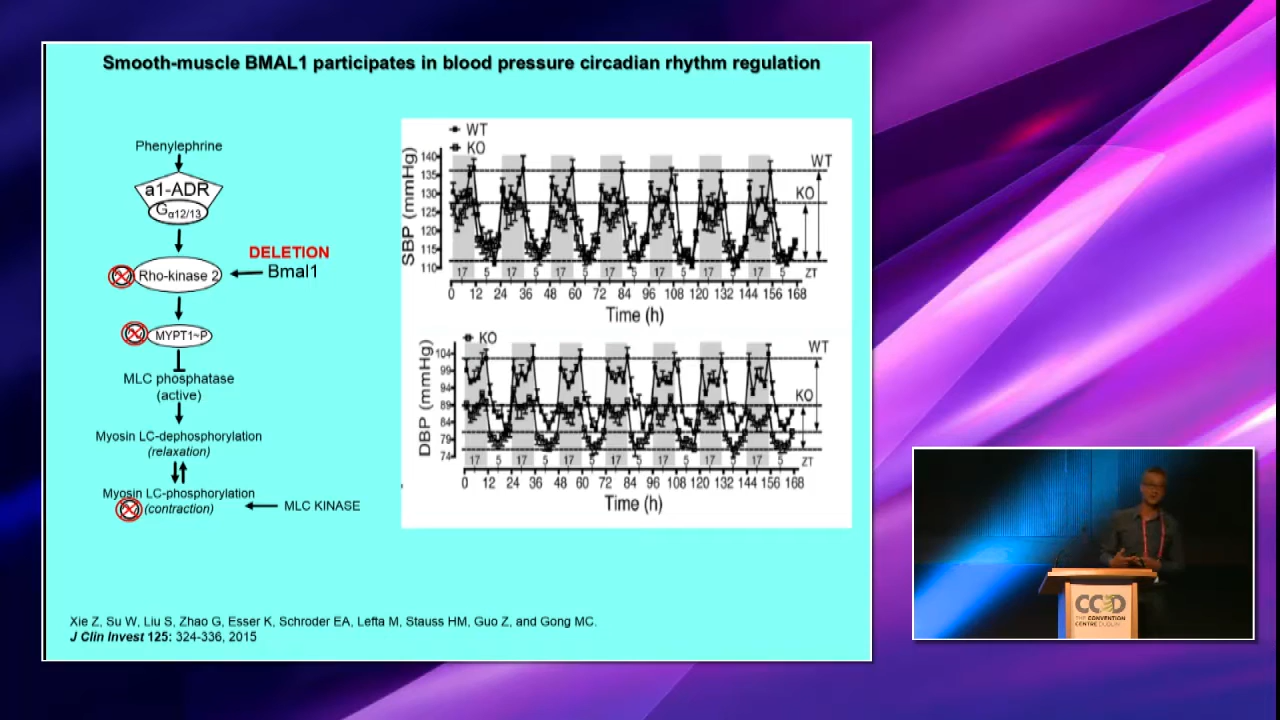 Smooth-muscle BMAL1 participates in blood pressure circadian rhythm regulation
Phenylephrine
a1-ADR
Gα12/13
DELETION
Rho-kinase 2
Bmal1
MYPT1~P
MLC phosphatase
(active)
Myosin LC-dephosphorylation
(relaxation)
Myosin LC-phosphorylation
(contraction)
MLC KINASE
WT
KO
SBP (mmHg)
140
135
130
125
120
115
110
WT
KO
17 5 17 5 17 5 17 5 17 5 17 5 17 5 ZT
0 12 24 36 48 60 72 84 96 108 120 132 144 156 168
Time (h)
KO
DBP (mmHg)
104
99
94
89
84
79
74
WT
KO
17 5 17 5 17 5 17 5 17 5 17 5 17 5 ZT
0 12 24 36 48 60 72 84 96 108 120 132 144 156 168
Time (h)
Xie Z, Su W, Liu S, Zhao G, Esser K, Schroder EA, Lefta M, Stauss HM, Guo Z, and Gong MC.
J Clin Invest 125: 324-336, 2015
CCD
THE CONVENTION
CENTRE DUBLIN